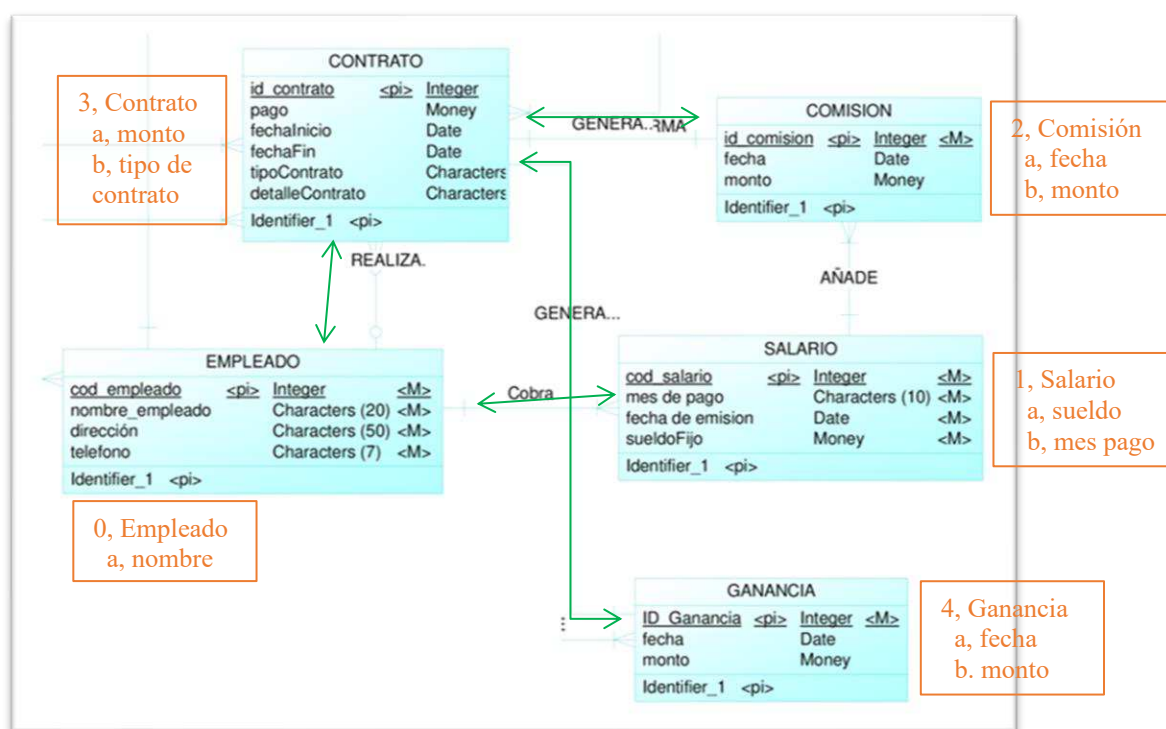 CONTRATO
id_contrato <pi> Integer
pago Money
fechaInicio Date
fechaFin Date
tipoContrato Characters
detalleContrato Characters
Identifier_1 <pi>
3, Contrato
a, monto
b, tipo de
contrato
GENERA...
RMA
COMISION
id_comision <pi> Integer <M>
fecha Date
monto Money
Identifier_1 <pi>
2, Comisión
a, fecha
b, monto
REALIZA.
AÑADE
GENERA...
EMPLEADO
cod_empleado <pi> Integer <M>
nombre_empleado Characters (20) <M>
dirección Characters (50) <M>
telefono Characters (7) <M>
Identifier_1 <pi>
0, Empleado
a, nombre
Cobra
SALARIO
cod_salario <pi> Integer <M>
mes de pago Characters (10) <M>
fecha de emision Date <M>
sueldoFijo Money <M>
Identifier_1 <pi>
1, Salario
a, sueldo
b, mes pago
GANANCIA
ID_Ganancia <pi> Integer <M>
fecha Date
monto Money
Identifier_1 <pi>
4, Ganancia
a, fecha
b. monto